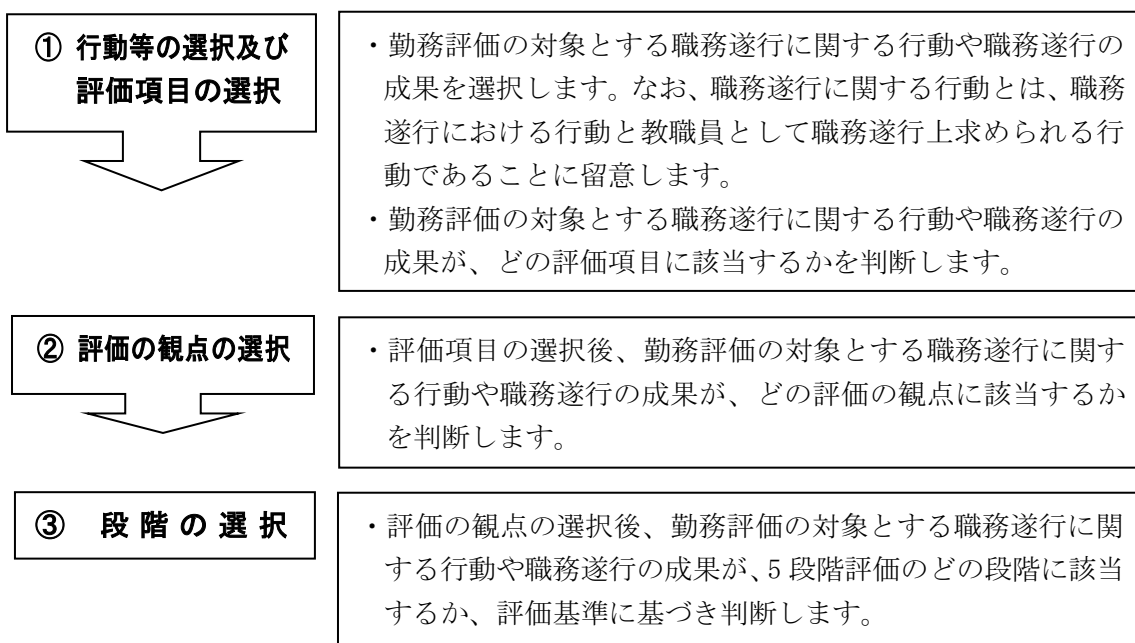 ① 行動等の選択及び
評価項目の選択
・勤務評価の対象とする職務遂行に関する行動や職務遂行の
成果を選択します。なお、職務遂行に関する行動とは、職務
遂行における行動と教職員として職務遂行上求められる行
動であることに留意します。
・勤務評価の対象とする職務遂行に関する行動や職務遂行の
成果が、どの評価項目に該当するかを判断します。
② 評価の観点の選択
・評価項目の選択後、勤務評価の対象とする職務遂行に関す
る行動や職務遂行の成果が、どの評価の観点に該当するか
を判断します。
③ 段階の選択
・評価の観点の選択後、勤務評価の対象とする職務遂行に関
する行動や職務遂行の成果が、5 段階評価のどの段階に該当
するか、評価基準に基づき判断します。